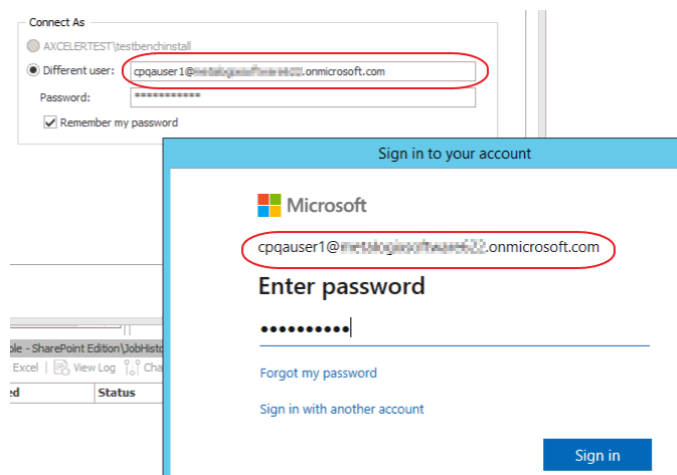 Connect As
AXCELERTEST\testbenchinstall
Different user: cpqauser1@ .onmicrosoft.com
Password: ***********
Remember my password
Sign in to your account
Microsoft
cpqauser1@ .onmicrosoft.com
Enter password
Forgot my password
Sign in with another account
Sign in
ple - SharePoint Edition\JobHisto
Excel | View Log Cha
ed Status